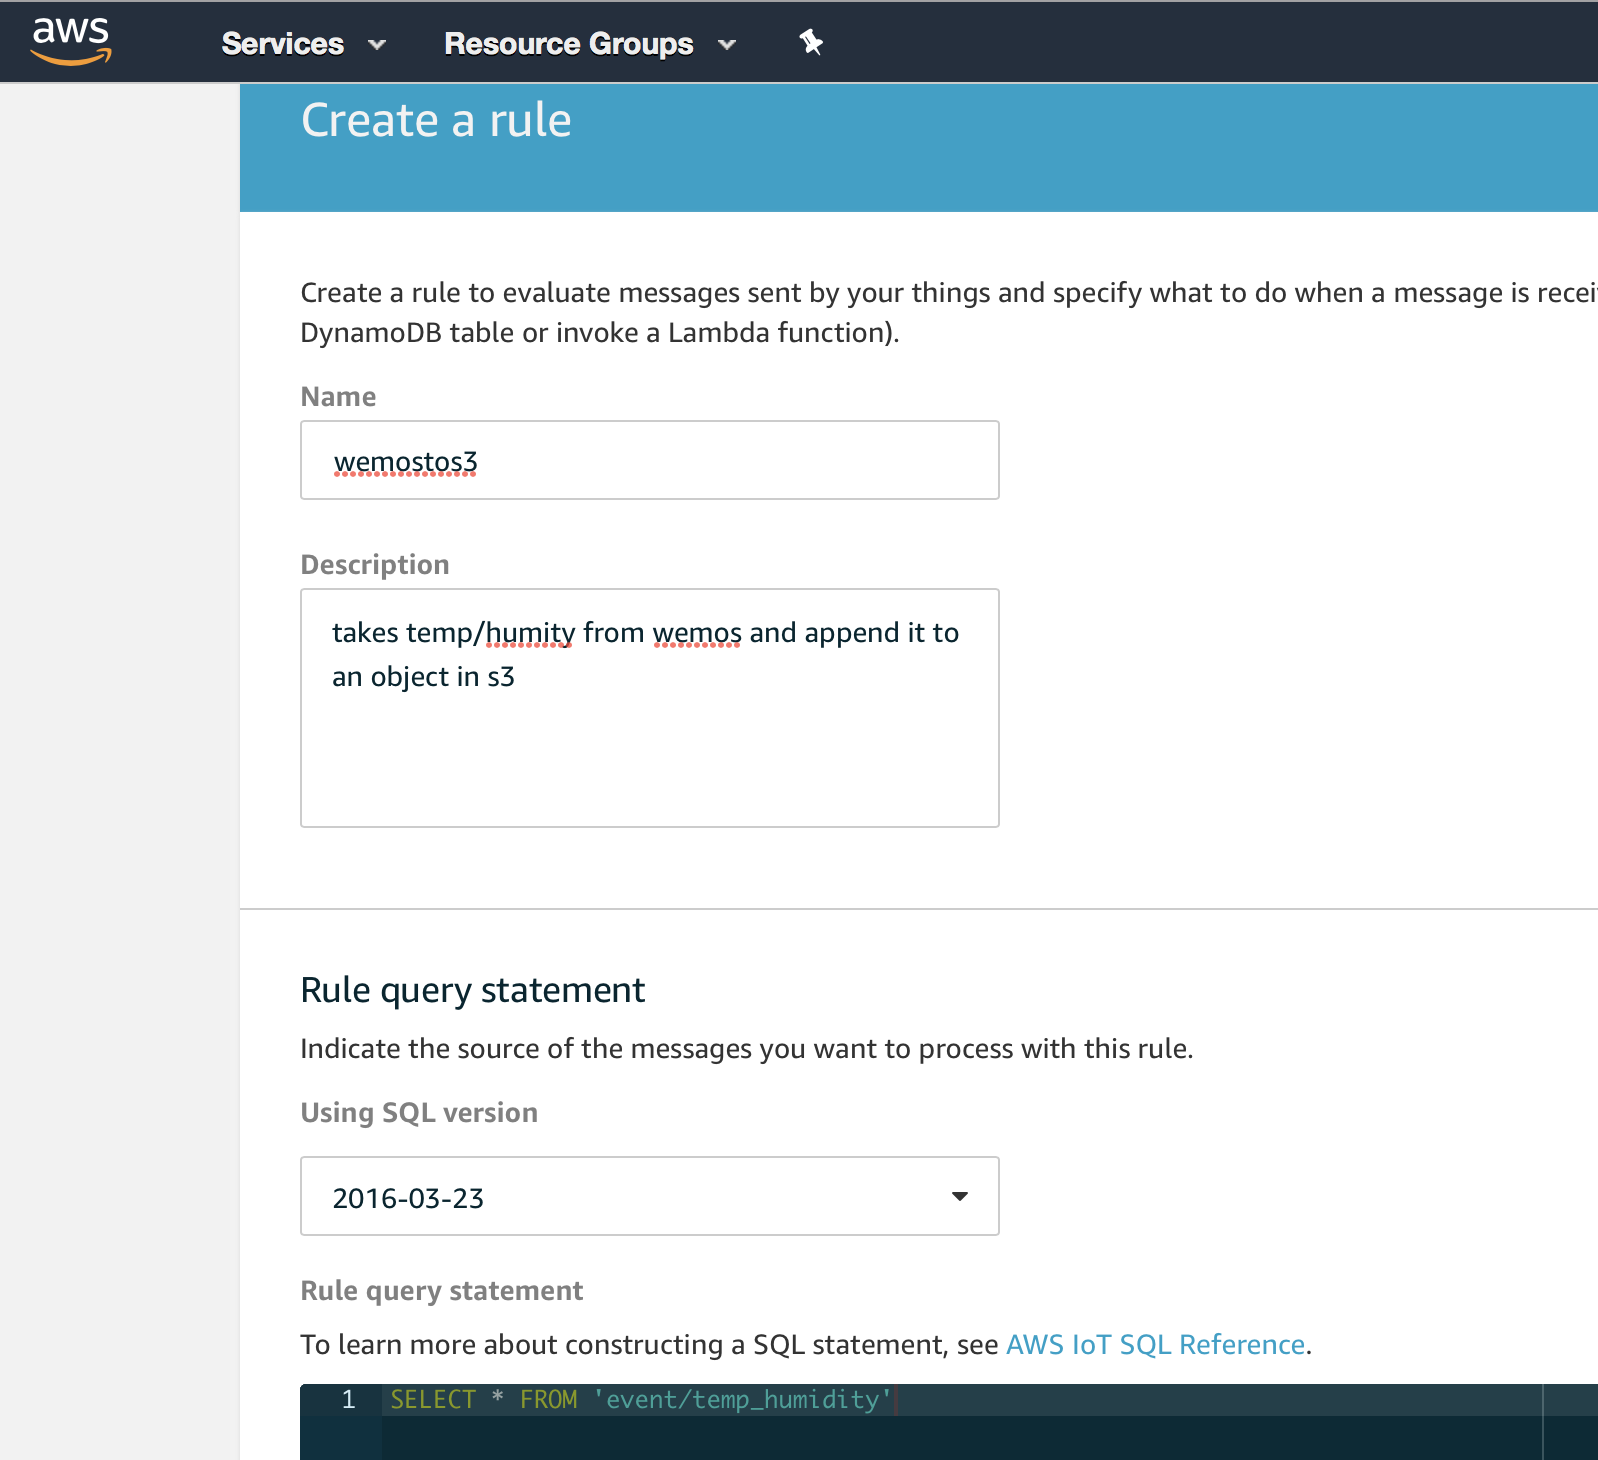 aws
Services
Resource Groups
Create a rule
Create a rule to evaluate messages sent by your things and specify what to do when a message is
DynamoDB table or invoke a Lambda function).
Name
wemostos3
Description
takes temp/humity from wemos and append it to
an object in s3
Rule query statement
Indicate the source of the messages you want to process with this rule.
Using SQL version
2016-03-23
Rule query statement
To learn more about constructing a SQL statement, see AWS IoT SQL Reference.
1 SELECT * FROM 'event/temp_humidity'